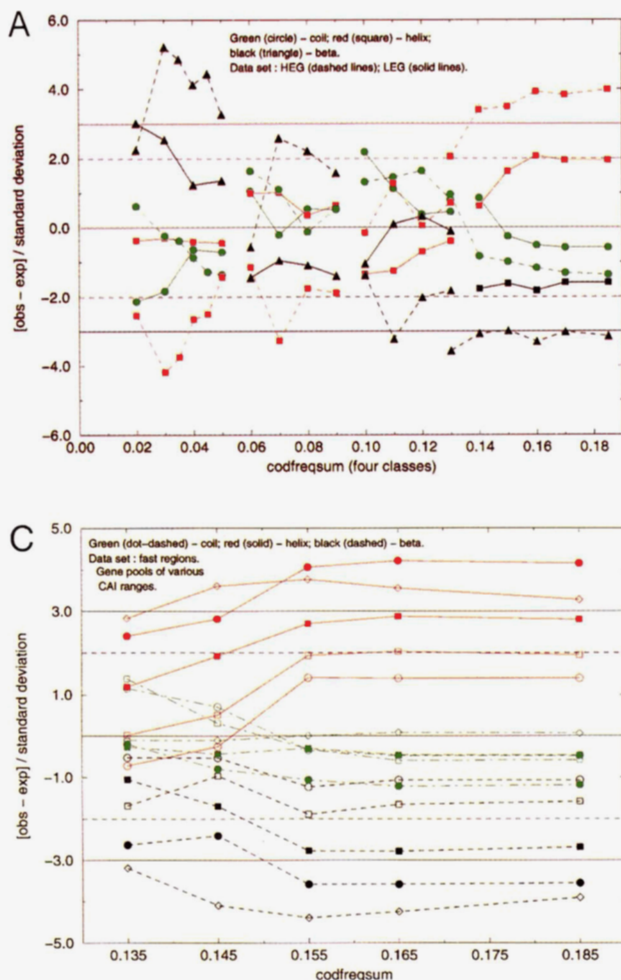 A
Green (circle) – coil; red (square) – helix;
black (triangle) – beta.
Data set : HEG (dashed lines); LEG (solid lines).
[obs – exp] / standard deviation
6.0
4.0
2.0
0.0
−2.0
−4.0
−6.0
0.00 0.02 0.04 0.06 0.08 0.10 0.12 0.14 0.16 0.18
codfreqsum (four classes)
C
Green (dot–dashed) – coil; red (solid) – helix; black (dashed) – beta.
Data set : fast regions.
Gene pools of various
CAI ranges.
[obs – exp] / standard deviation
5.0
3.0
1.0
−1.0
−3.0
−5.0
0.135 0.145 0.155 0.165 0.175 0.185
codfreqsum